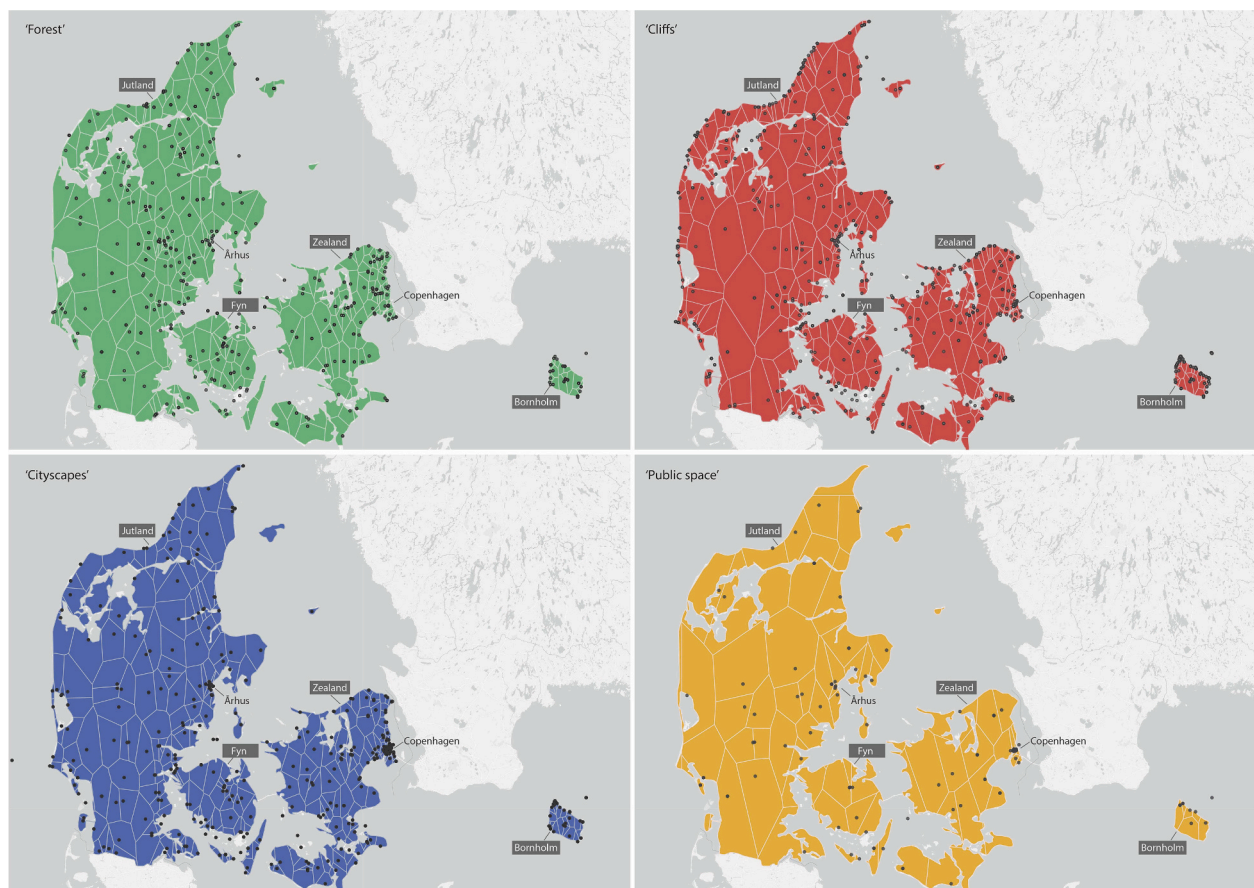 'Forest'
Jutland
Zealand
Århus
Copenhagen
Fyn
Bornholm
'Cliffs'
Jutland
Zealand
Århus
Copenhagen
Fyn
Bornholm
'Cityscapes'
Jutland
Zealand
Århus
Copenhagen
Fyn
Bornholm
'Public space'
Jutland
Zealand
Århus
Copenhagen
Fyn
Bornholm